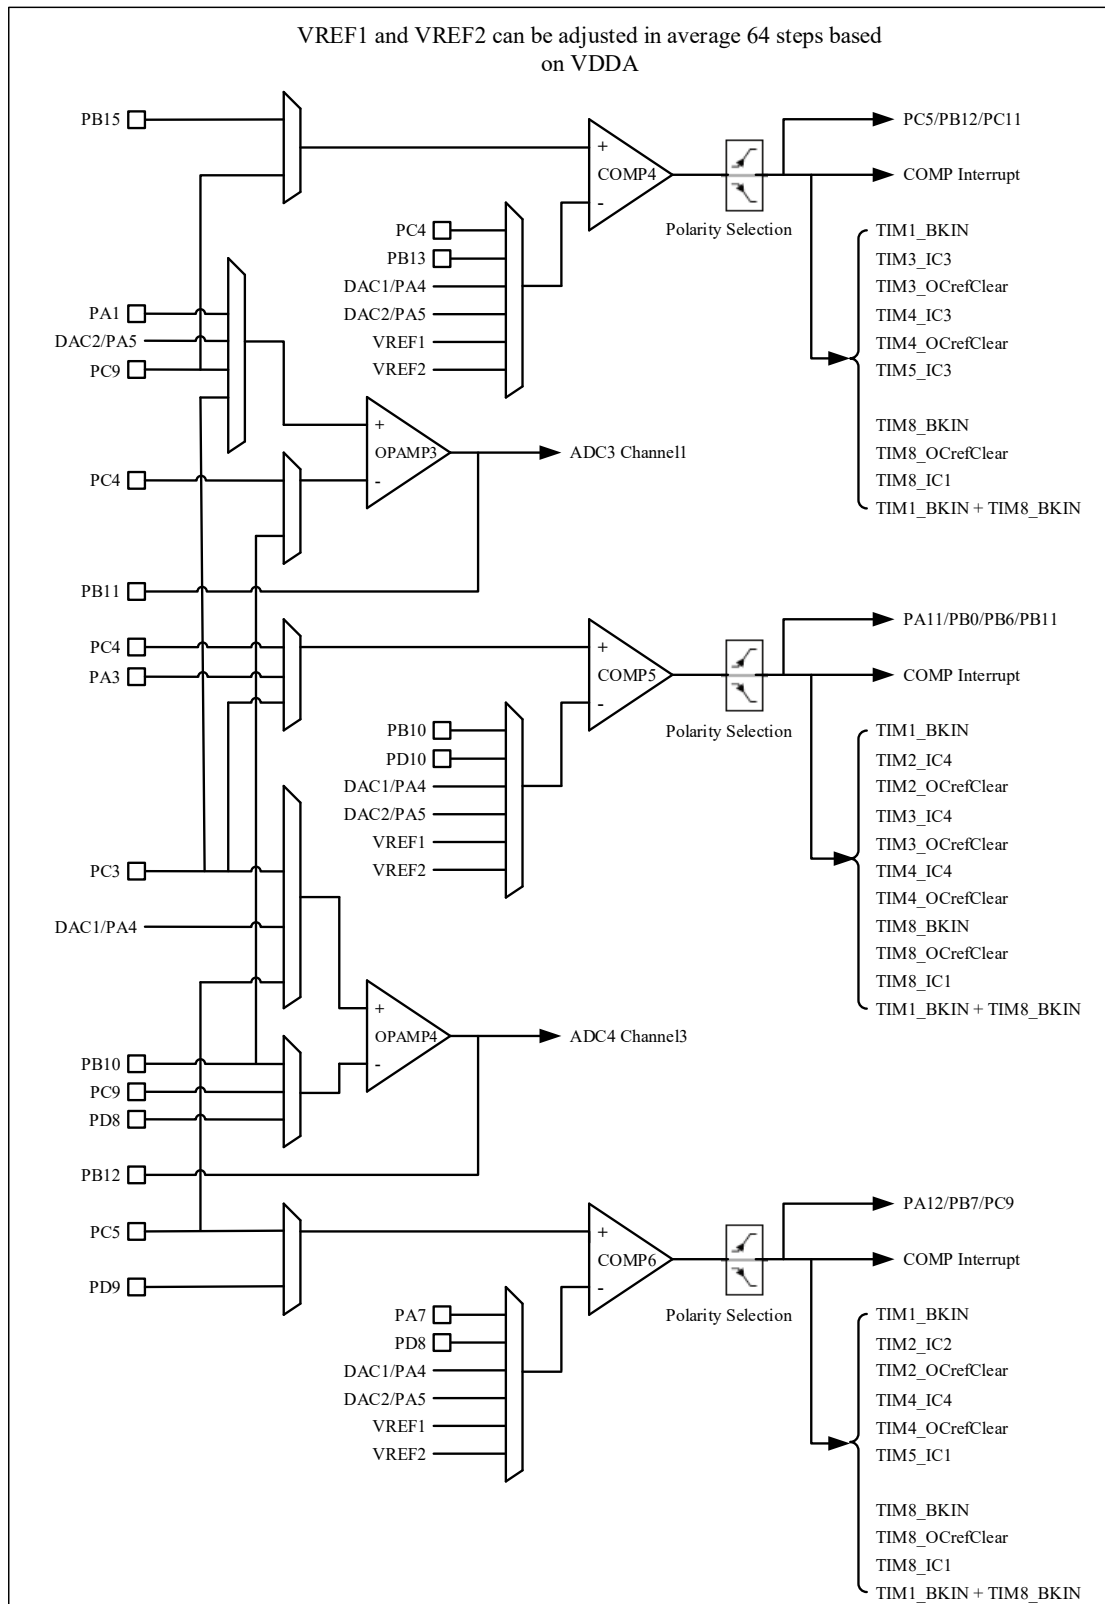 VREF1 and VREF2 can be adjusted in average 64 steps based
on VDDA
PB15
PC9
PA1
DAC2/PA5
PC4
PB13
DAC1/PA4
DAC2/PA5
VREF1
VREF2
+
COMP4
-
Polarity Selection
PC5/PB12/PC11
COMP Interrupt
TIM1_BKIN
TIM3_IC3
TIM3_OCrefClear
TIM4_IC3
TIM4_OCrefClear
TIM5_IC3
TIM8_BKIN
TIM8_OCrefClear
TIM8_IC1
TIM1_BKIN + TIM8_BKIN
+
OPAMP3
-
ADC3 Channel1
PC4
PB11
PC4
PA3
PB10
PD10
DAC1/PA4
DAC2/PA5
VREF1
VREF2
+
COMP5
-
Polarity Selection
PA11/PB0/PB6/PB11
COMP Interrupt
TIM1_BKIN
TIM2_IC4
TIM2_OCrefClear
TIM3_IC4
TIM3_OCrefClear
TIM4_IC4
TIM4_OCrefClear
TIM8_BKIN
TIM8_OCrefClear
TIM8_IC1
TIM1_BKIN + TIM8_BKIN
PC3
DAC1/PA4
+
OPAMP4
-
ADC4 Channel3
PB10
PC9
PD8
PB12
PC5
PD9
PA7
PD8
DAC1/PA4
DAC2/PA5
VREF1
VREF2
+
COMP6
-
Polarity Selection
PA12/PB7/PC9
COMP Interrupt
TIM1_BKIN
TIM2_IC2
TIM2_OCrefClear
TIM4_IC4
TIM4_OCrefClear
TIM5_IC1
TIM8_BKIN
TIM8_OCrefClear
TIM8_IC1
TIM1_BKIN + TIM8_BKIN